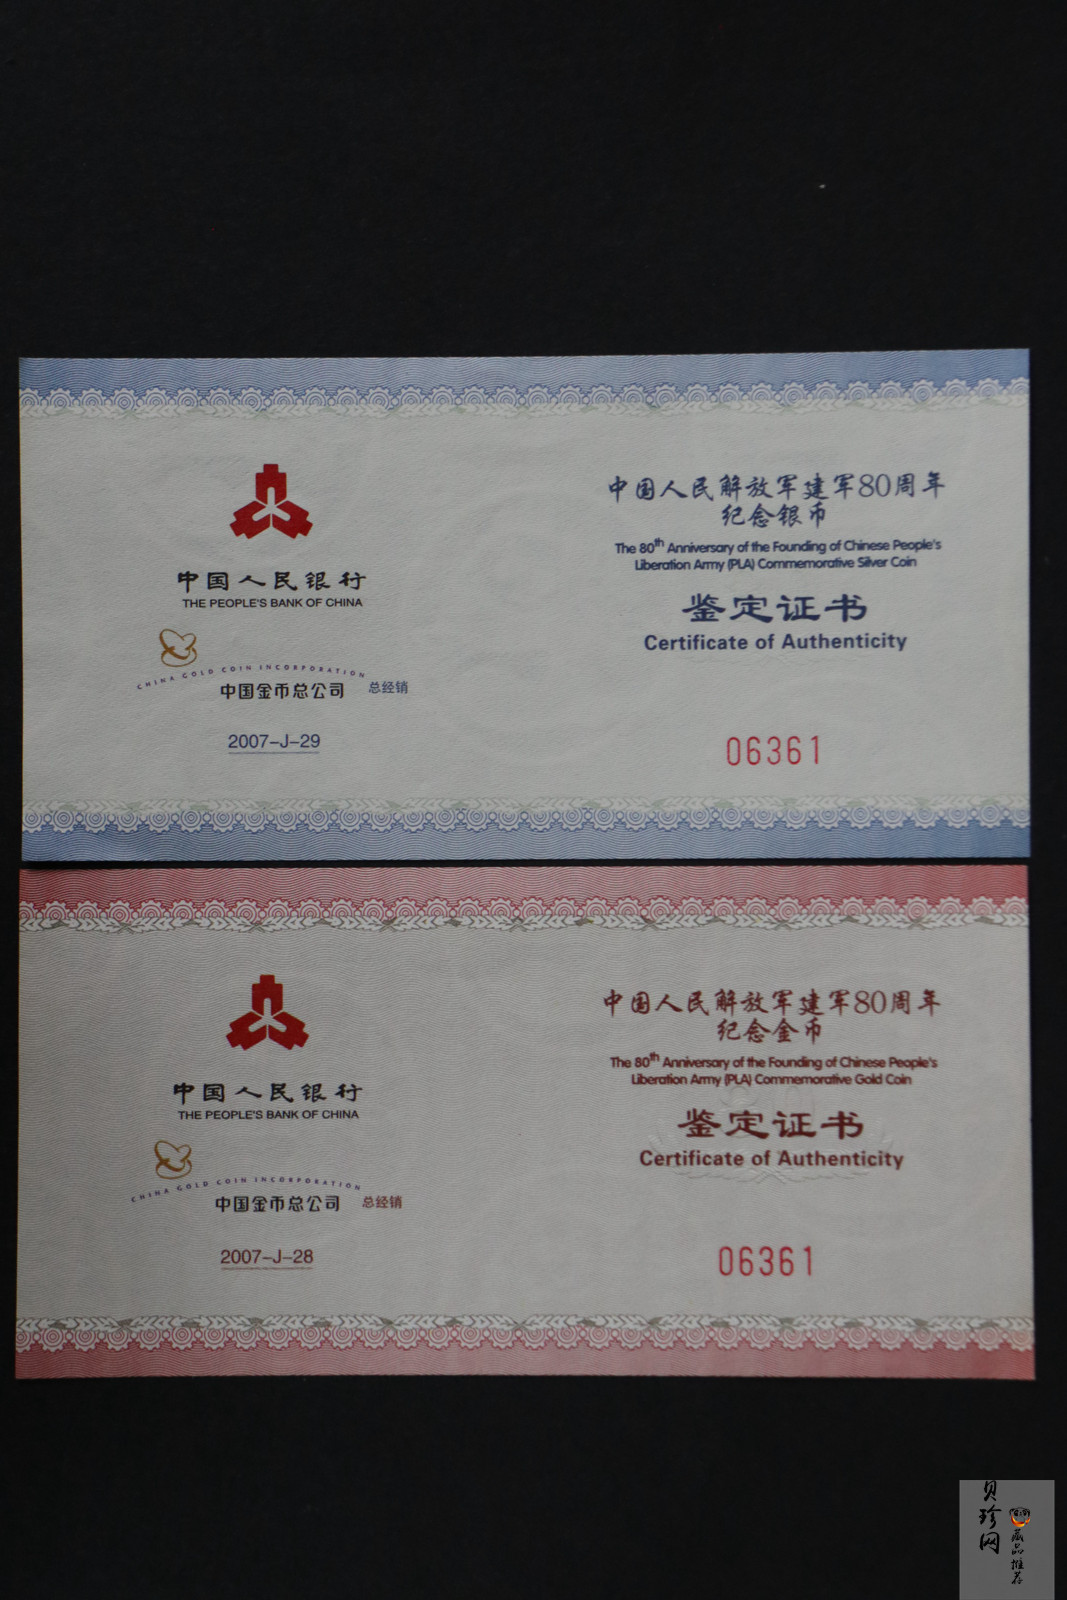 中国人民银行
THE PEOPLE'S BANK OF CHINA
CHINA GOLD COIN INCORPORATION
中国金币总公司 总经销
2007-J-29
中国人民解放军建军80周年
纪念银币
The 80th Anniversary of the Founding of Chinese People's
Liberation Army (PLA) Commemorative Silver Coin
鉴定证书
Certificate of Authenticity
06361
中国人民银行
THE PEOPLE'S BANK OF CHINA
CHINA GOLD COIN INCORPORATION
中国金币总公司 总经销
2007-J-28
中国人民解放军建军80周年
纪念金币
The 80th Anniversary of the Founding of Chinese People's
Liberation Army (PLA) Commemorative Gold Coin
鉴定证书
Certificate of Authenticity
06361
贝珍网
藏品推荐